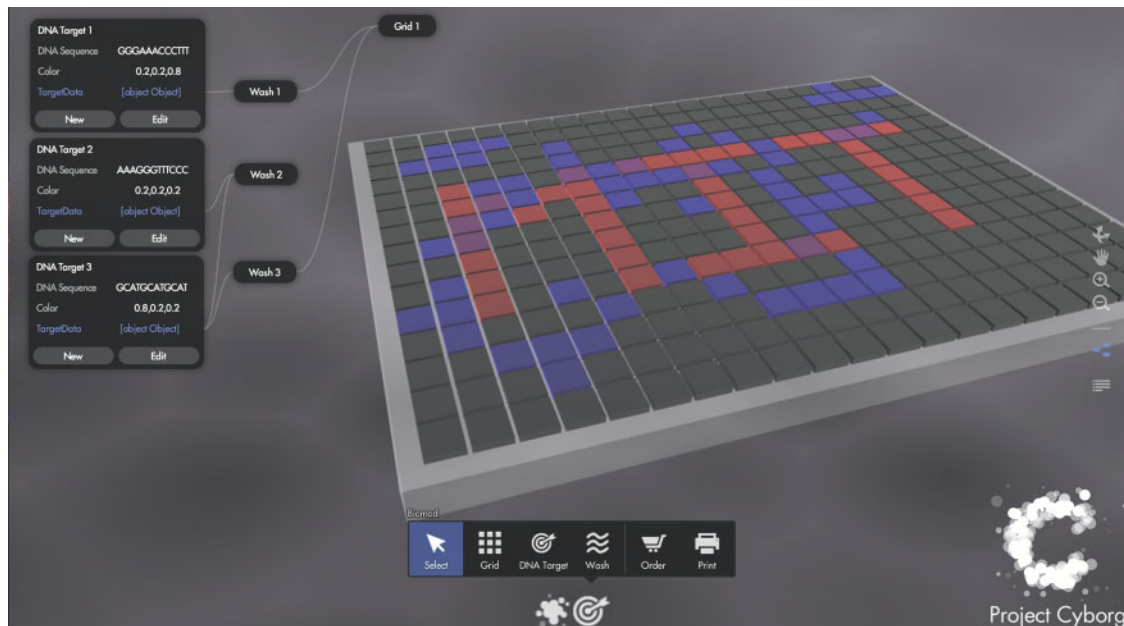 DNA Target 1
DNA Sequence GGGAAACCCTTT
Color 0.2,0.2,0.8
TargetData [object Object]
New Edit
DNA Target 2
DNA Sequence AAAGGGTTTCCC
Color 0.2,0.2,0.2
TargetData [object Object]
New Edit
DNA Target 3
DNA Sequence GCATGCATGCAT
Color 0.8,0.2,0.2
TargetData [object Object]
New Edit
Wash 1
Wash 2
Wash 3
Grid 1
Biomod
Select Grid DNA Target Wash Order Print
Project Cyborg